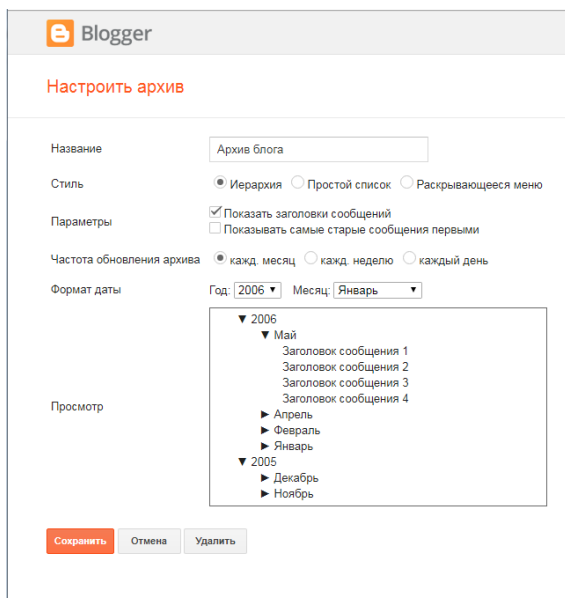 Blogger
Настроить архив
Название Архив блога
Стиль Иерархия Простой список Раскрывающееся меню
Параметры
Показать заголовки сообщений
Показывать самые старые сообщения первыми
Частота обновления архива кажд. месяц кажд. неделю каждый день
Формат даты Год: 2006 Месяц: Январь
Просмотр
▼ 2006
▼ Май
Заголовок сообщения 1
Заголовок сообщения 2
Заголовок сообщения 3
Заголовок сообщения 4
► Апрель
► Февраль
► Январь
▼ 2005
► Декабрь
► Ноябрь
Сохранить Отмена Удалить